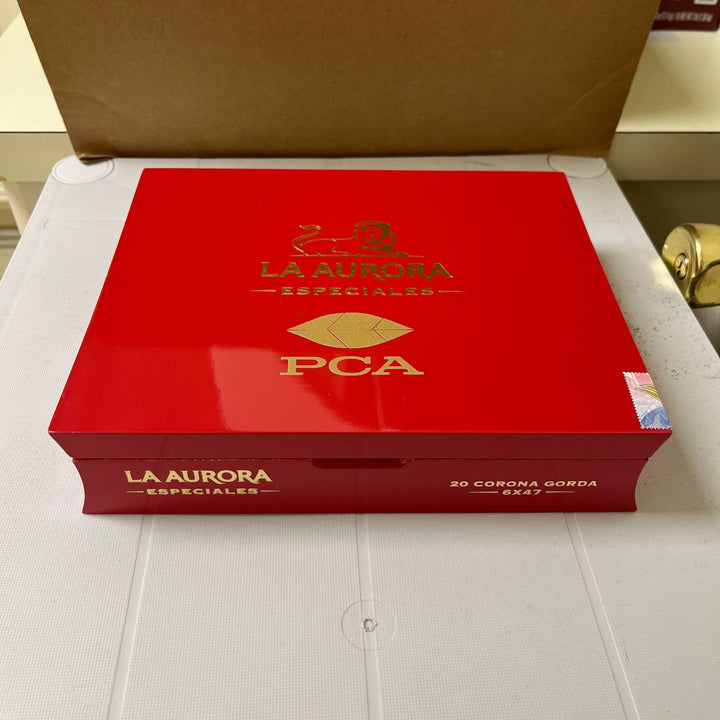 LA AURORA
ESPECIALES
PCA
LA AURORA
ESPECIALES
20 CORONA GORDA
6X47